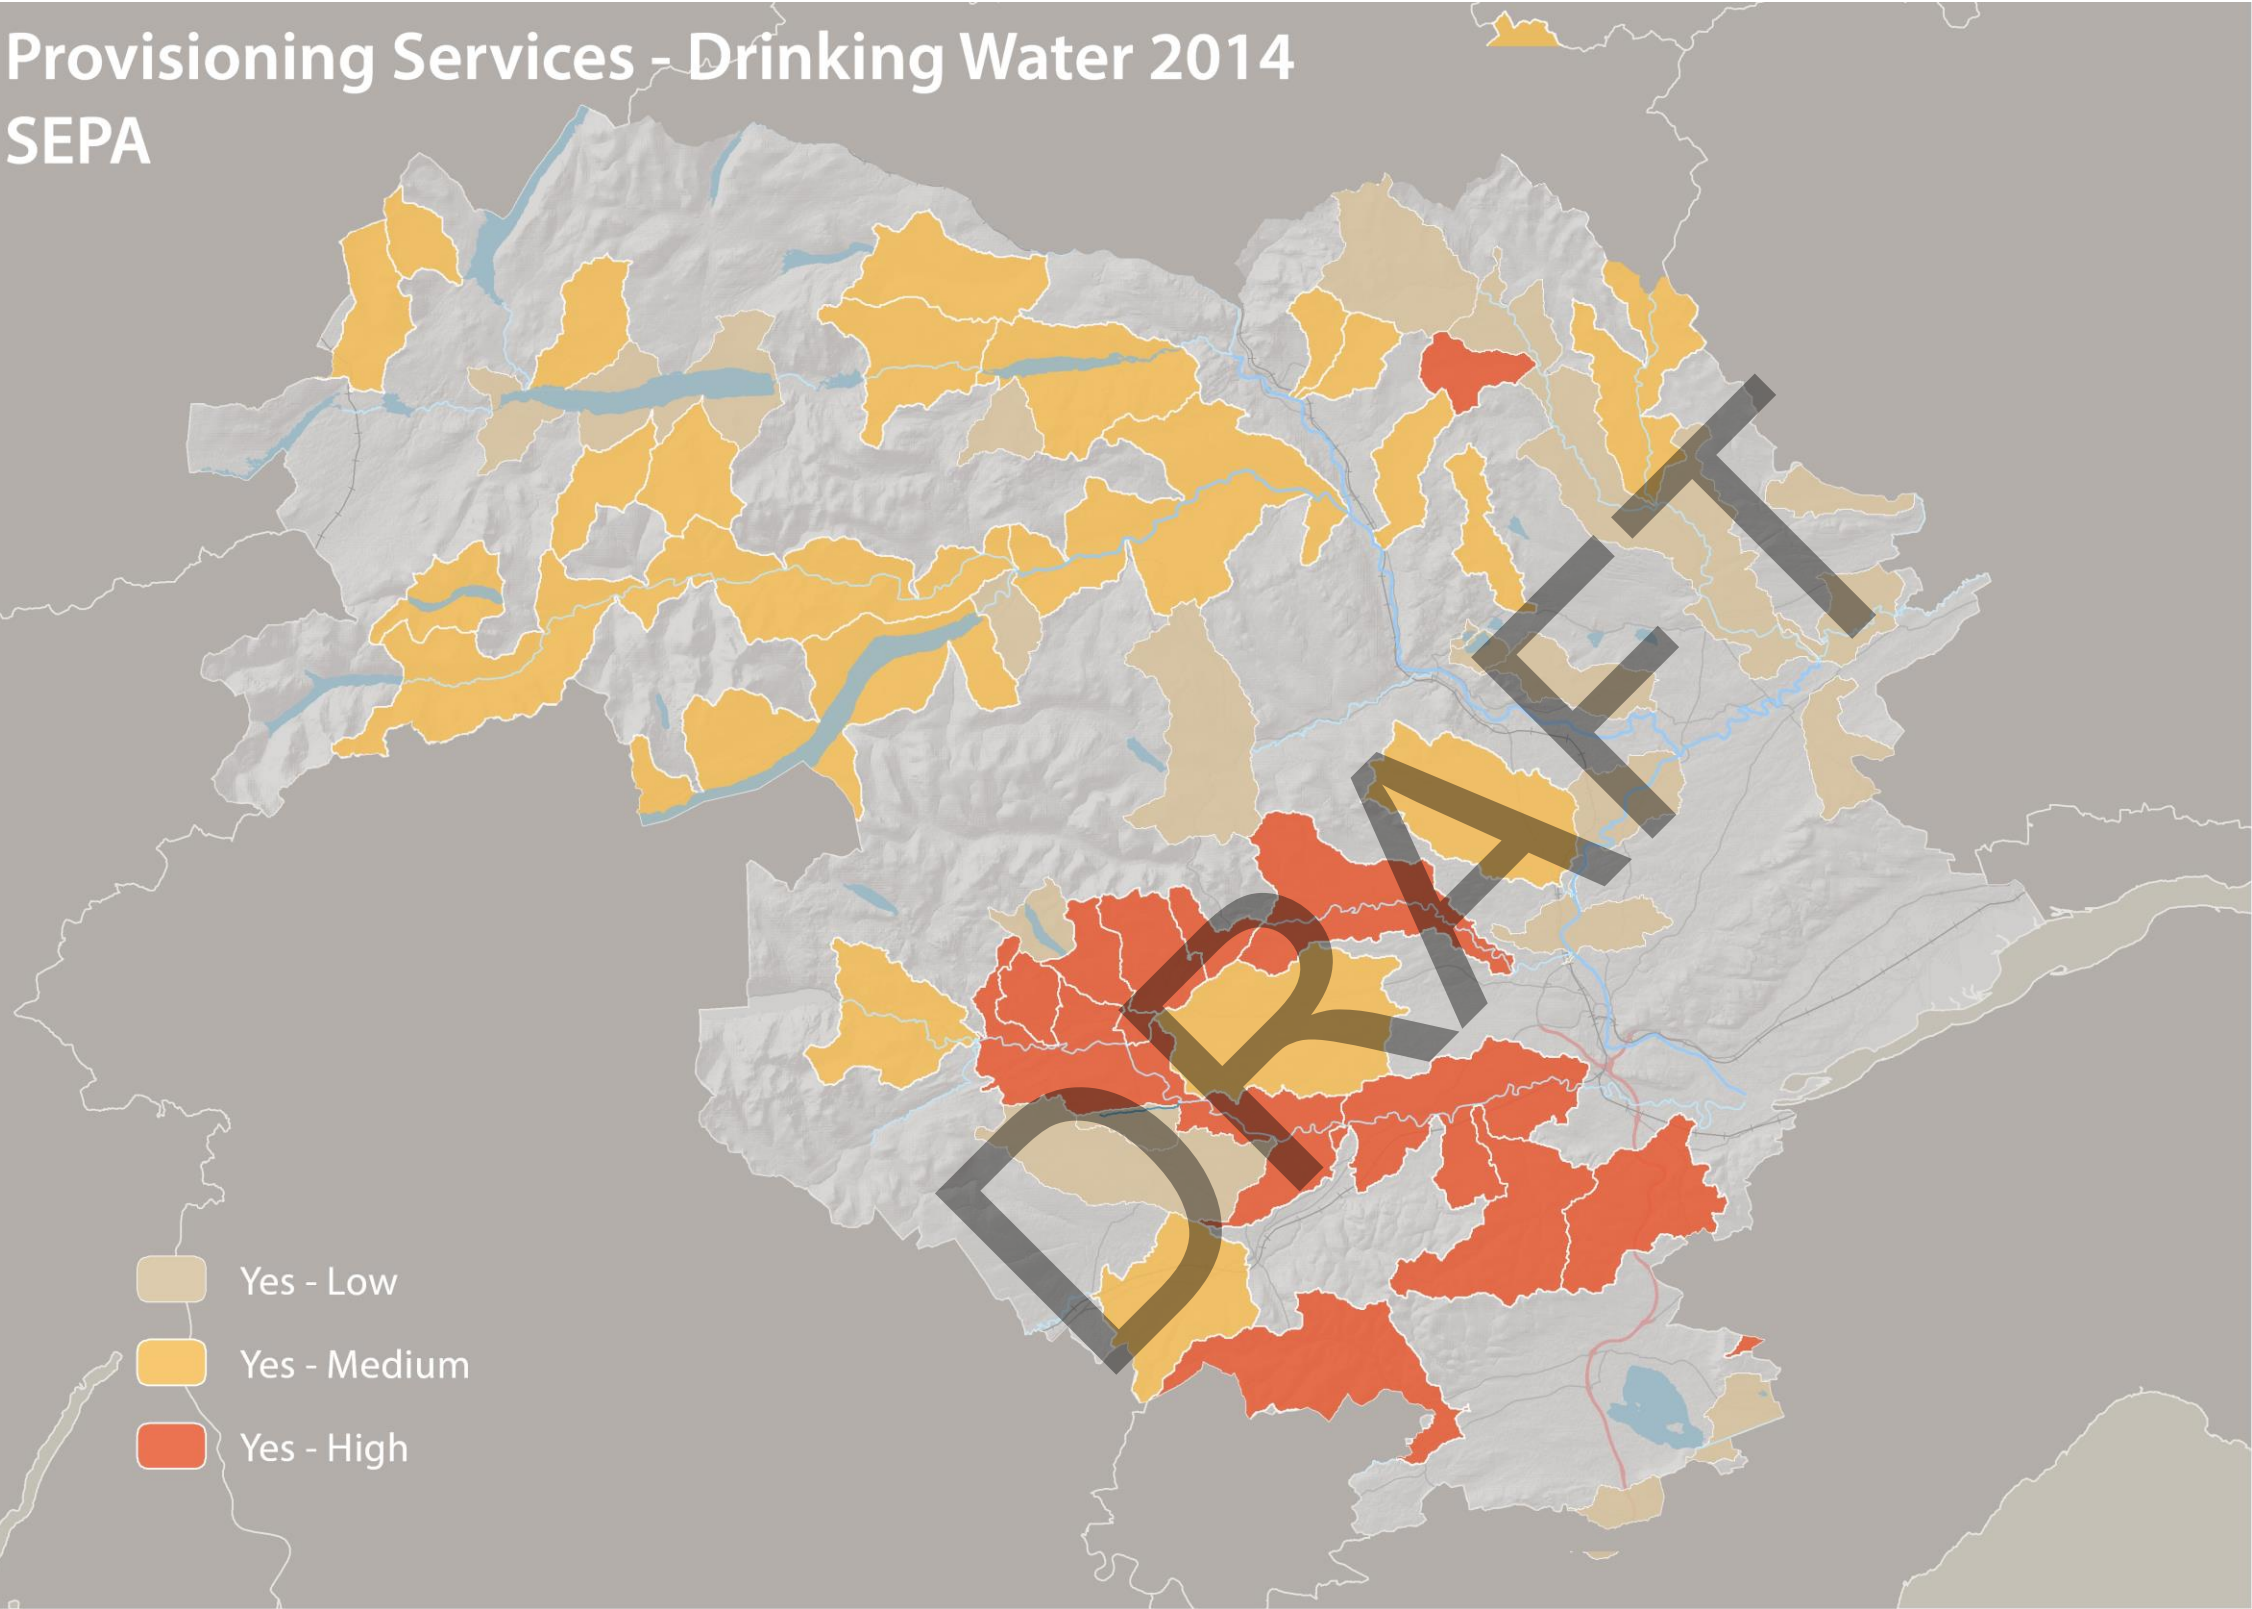 Provisioning Services - Drinking Water 2014
SEPA
DRAFT
Yes - Low
Yes - Medium
Yes - High